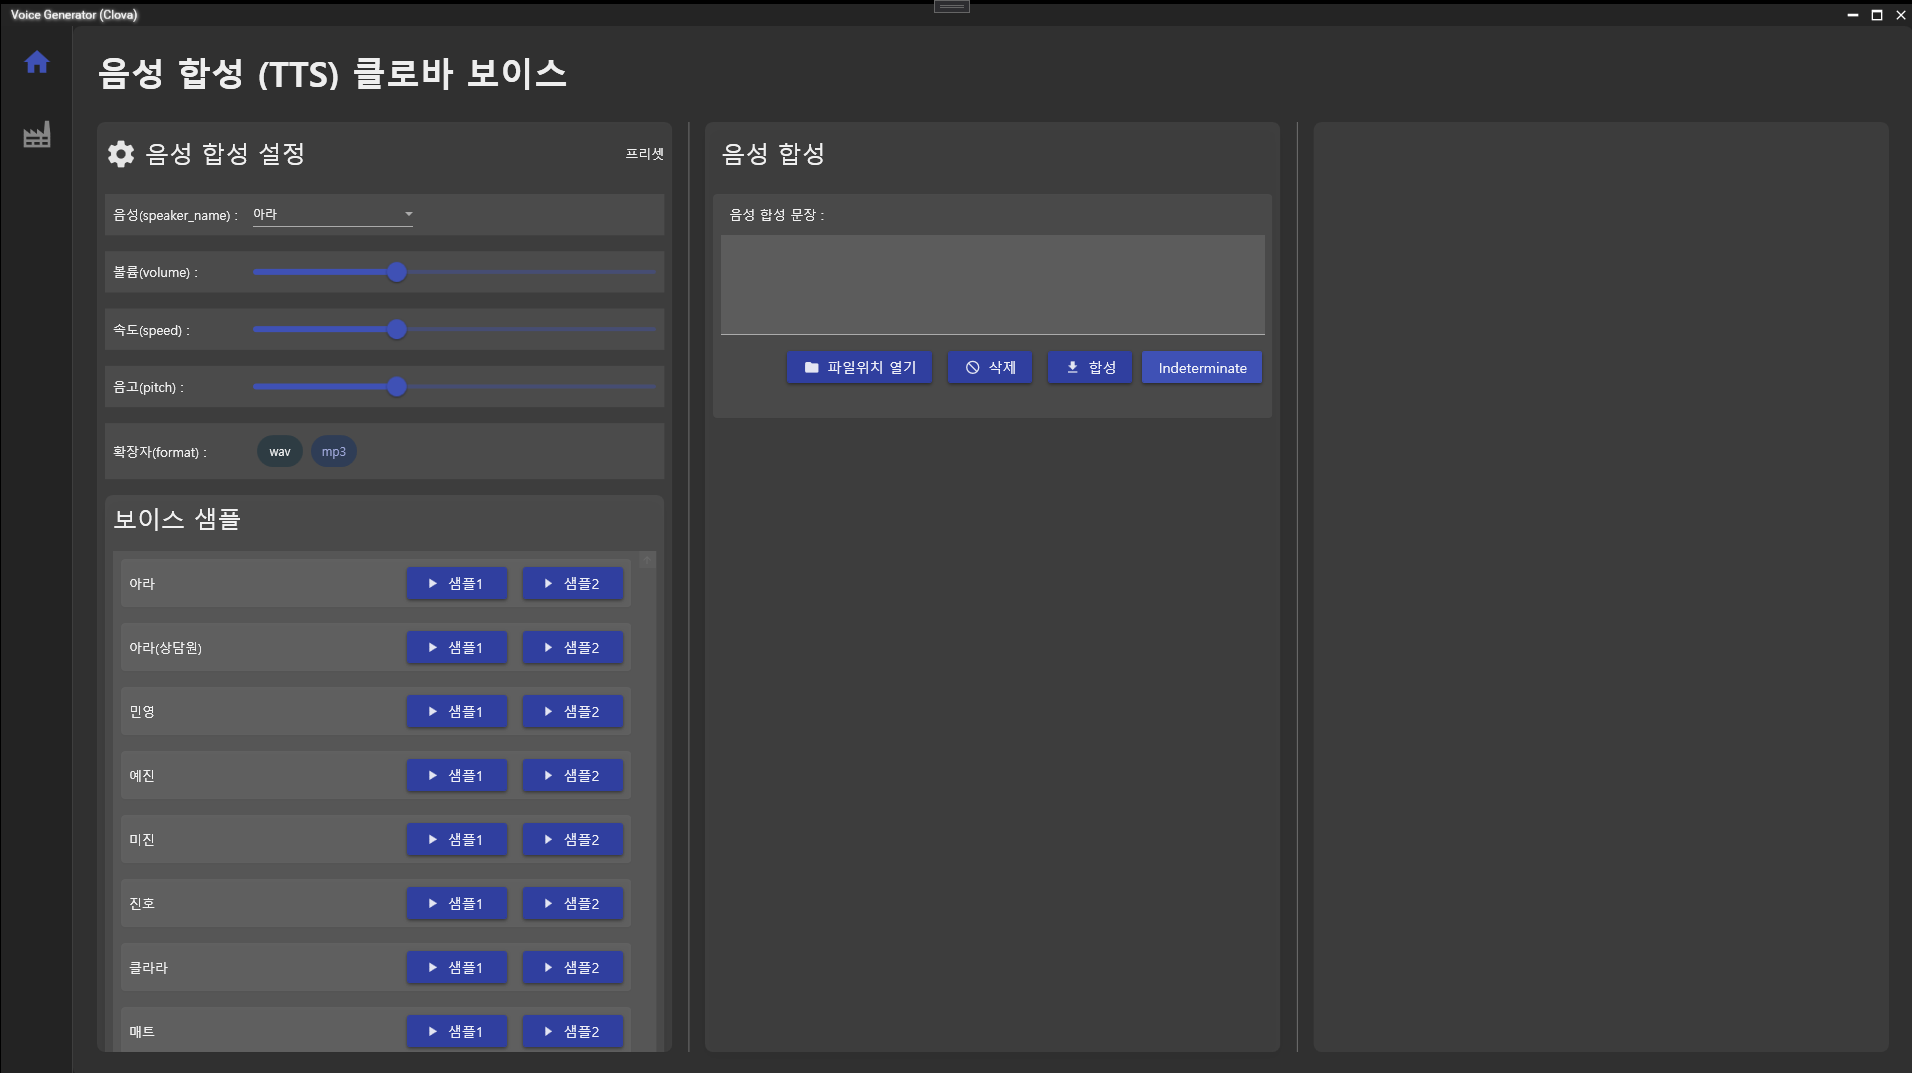 Voice Generator (Clova)
음성 합성 (TTS) 클로바 보이스
음성 합성 설정
프리셋
음성(speaker_name) :
아라
볼륨(volume) :
속도(speed) :
음고(pitch) :
확장자(format) :
wav
mp3
보이스 샘플
아라
샘플1
샘플2
아라(상담원)
샘플1
샘플2
민영
샘플1
샘플2
예진
샘플1
샘플2
미진
샘플1
샘플2
진호
샘플1
샘플2
클라라
샘플1
샘플2
매트
샘플1
샘플2
음성 합성
음성 합성 문장 :
파일위치 열기
삭제
합성
Indeterminate